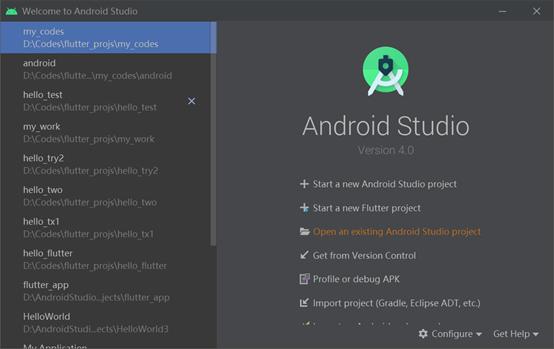 Welcome to Android Studio
my_codes
D:\Codes\flutter_projs\my_codes
android
D:\Codes\flutte...\my_codes\android
hello_test
D:\Codes\flutter_projs\hello_test
my_work
D:\Codes\flutter_projs\my_work
hello_try2
D:\Codes\flutter_projs\hello_try2
hello_two
D:\Codes\flutter_projs\hello_two
hello_tx1
D:\Codes\flutter_projs\hello_tx1
hello_flutter
D:\Codes\flutter_projs\hello_flutter
flutter_app
D:\AndroidStudio...jects\flutter_app
HelloWorld
D:\AndroidStudi...ects\HelloWorld3
My Application
Android Studio
Version 4.0
Start a new Android Studio project
Start a new Flutter project
Open an existing Android Studio project
Get from Version Control
Profile or debug APK
Import project (Gradle, Eclipse ADT, etc.)
Configure
Get Help